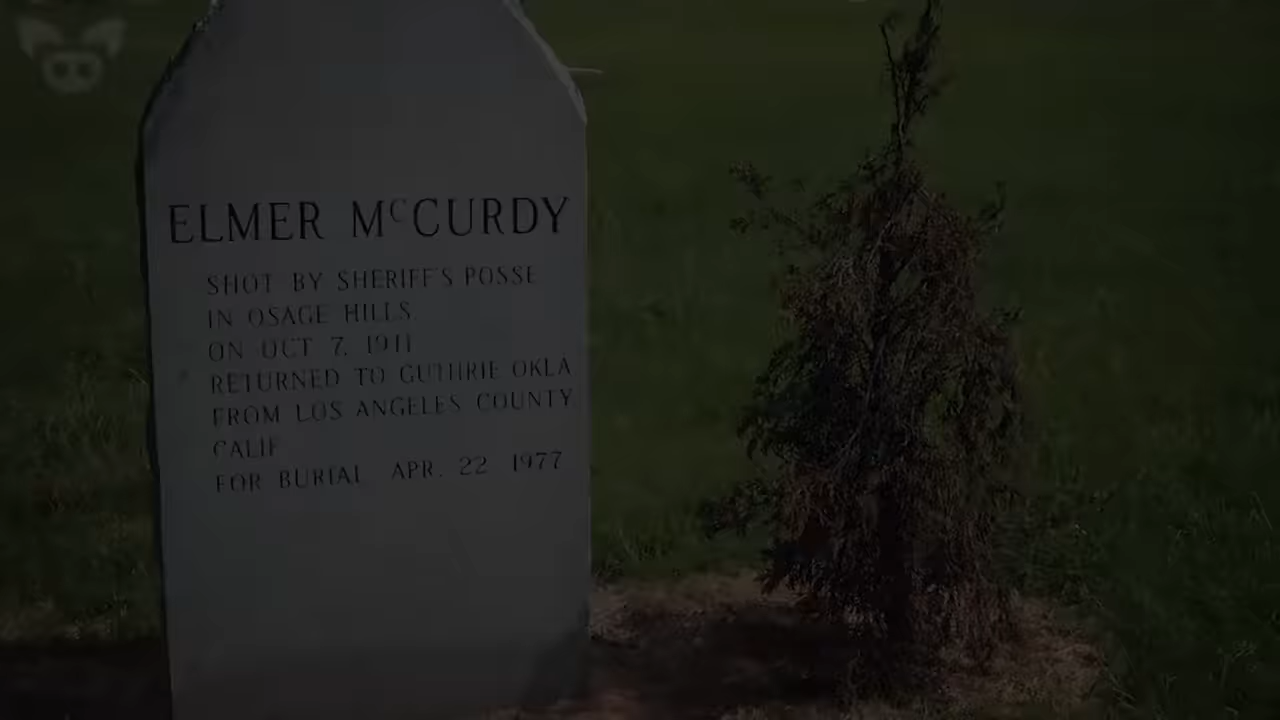 ELMER McCURDY
SHOT BY SHERIFF'S POSSE
IN OSAGE HILLS
ON OCT 7, 1911
RETURNED TO GUTHRIE OKLA
FROM LOS ANGELES COUNTY
CALIF
FOR BURIAL APR. 22 1977